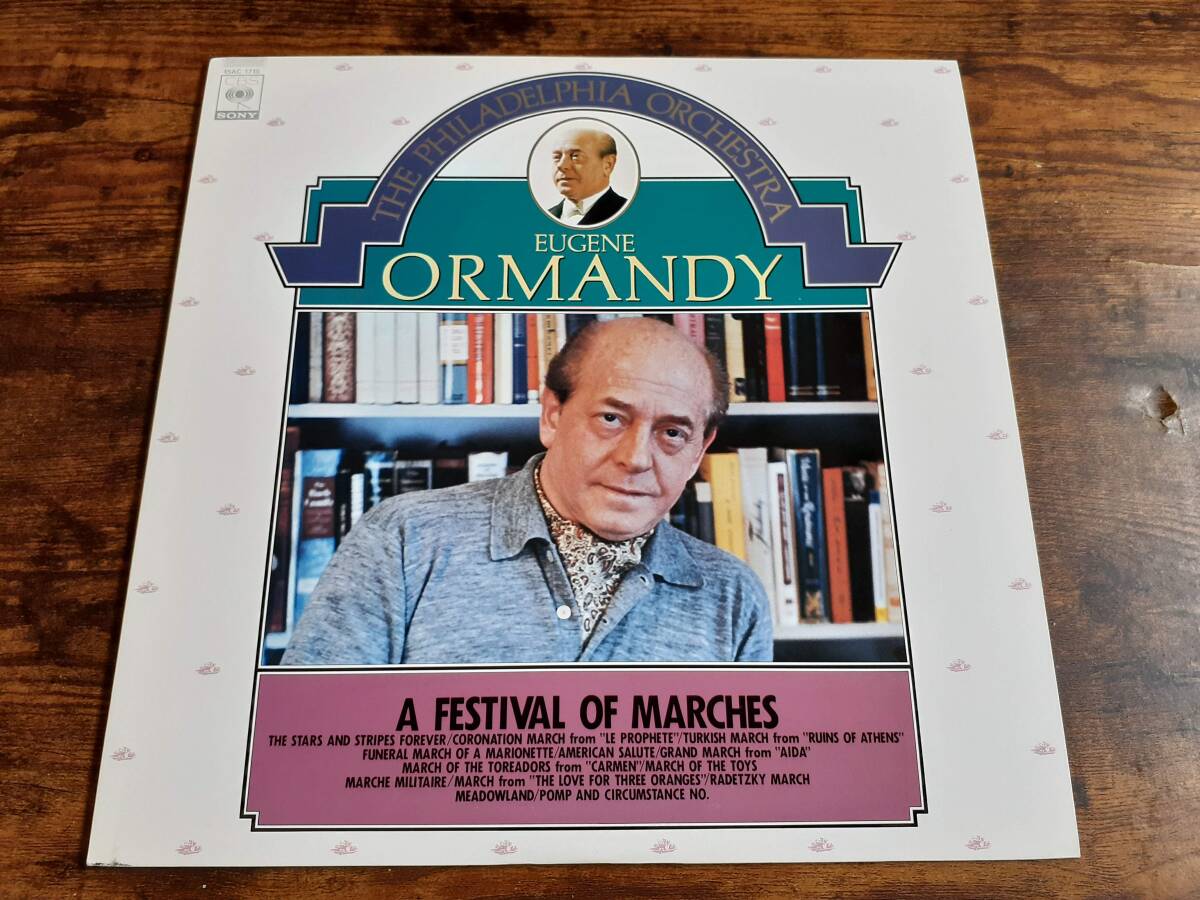 15AC 1715
CBS
SONY
THE PHILADELPHIA ORCHESTRA
EUGENE
ORMANDY
A FESTIVAL OF MARCHES
THE STARS AND STRIPES FOREVER/CORONATION MARCH from "LE PROPHETE"/TURKISH MARCH from "RUINS OF ATHENS"
FUNERAL MARCH OF A MARIONETTE/AMERICAN SALUTE/GRAND MARCH from "AIDA"
MARCH OF THE TOREADORS from "CARMEN"/MARCH OF THE TOYS
MARCHE MILITAIRE/MARCH from "THE LOVE FOR THREE ORANGES"/RADETZKY MARCH
MEADOWLAND/POMP AND CIRCUMSTANCE NO.